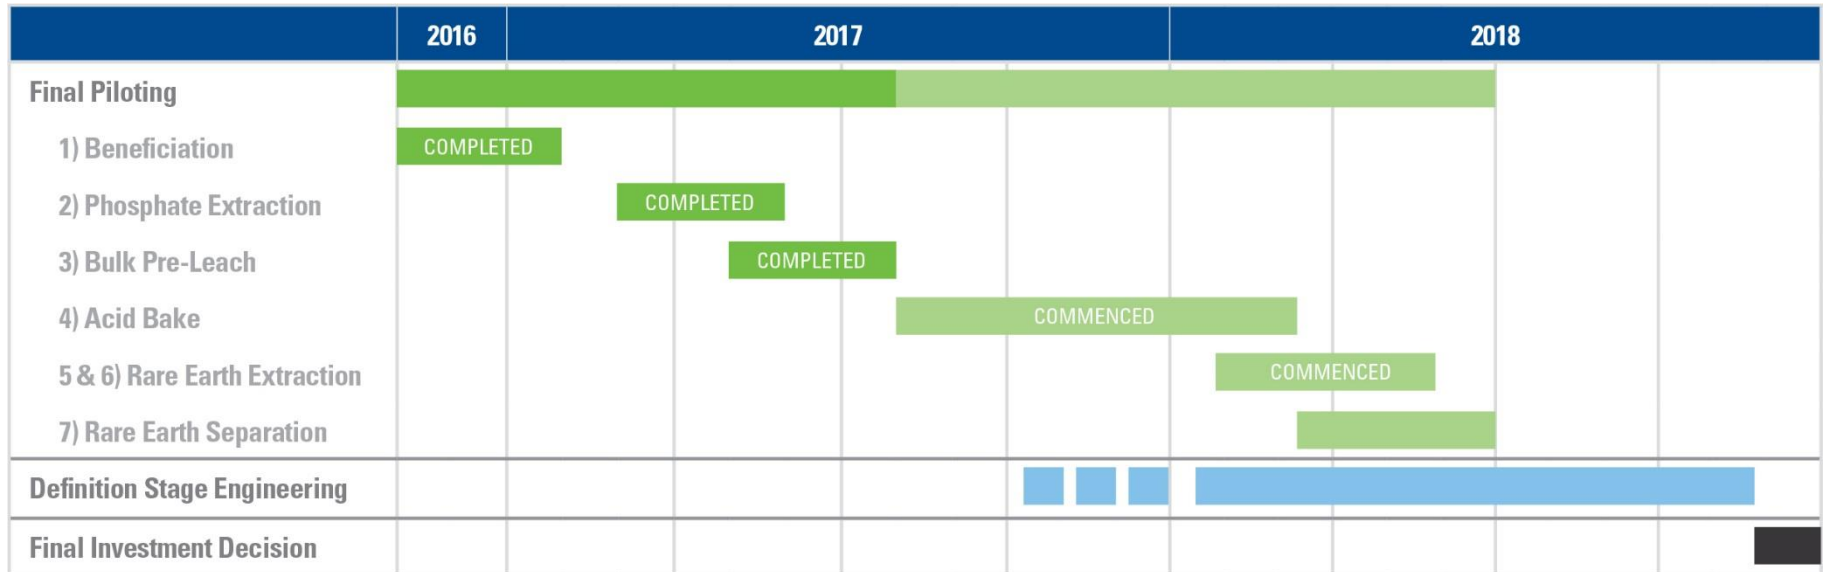 2016 2017 2018
Final Piloting
1) Beneficiation COMPLETED
2) Phosphate Extraction COMPLETED
3) Bulk Pre-Leach COMPLETED
4) Acid Bake COMMENCED
5 & 6) Rare Earth Extraction COMMENCED
7) Rare Earth Separation
Definition Stage Engineering
Final Investment Decision